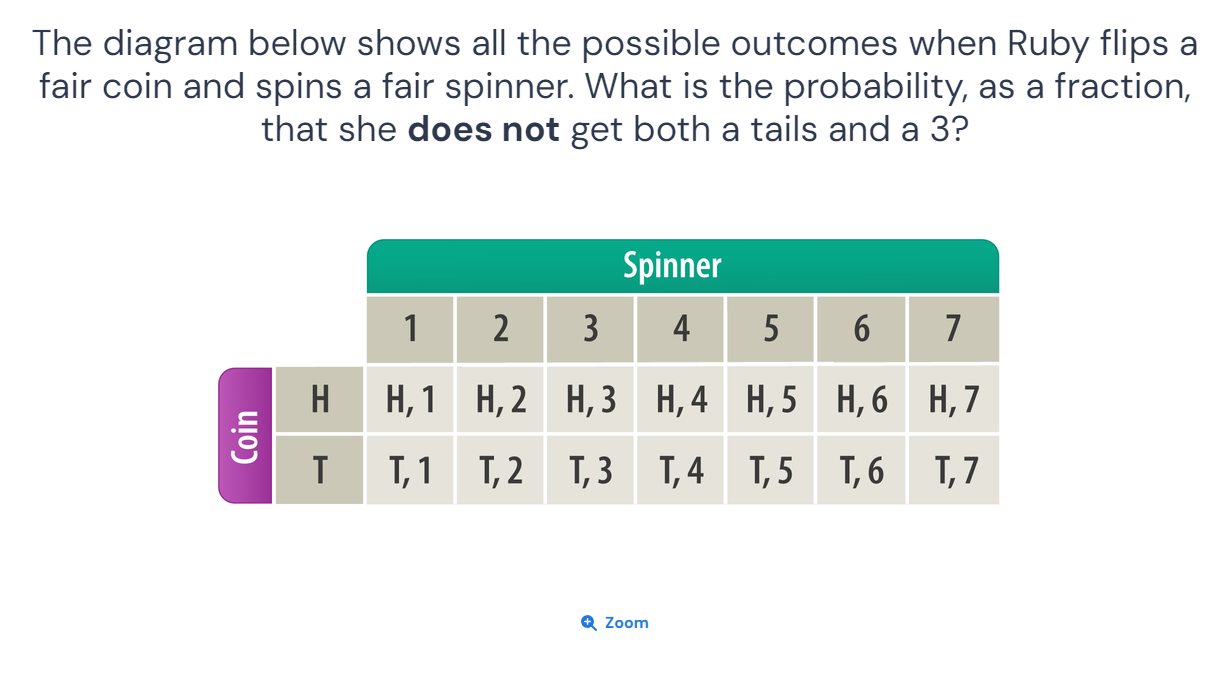 The diagram below shows all the possible outcomes when Ruby flips a
fair coin and spins a fair spinner. What is the probability, as a fraction,
that she does not get both a tails and a 3?
Spinner
1 2 3 4 5 6 7
Coin
H H, 1 H, 2 H, 3 H, 4 H, 5 H, 6 H, 7
T T, 1 T, 2 T, 3 T, 4 T, 5 T, 6 T, 7
Zoom